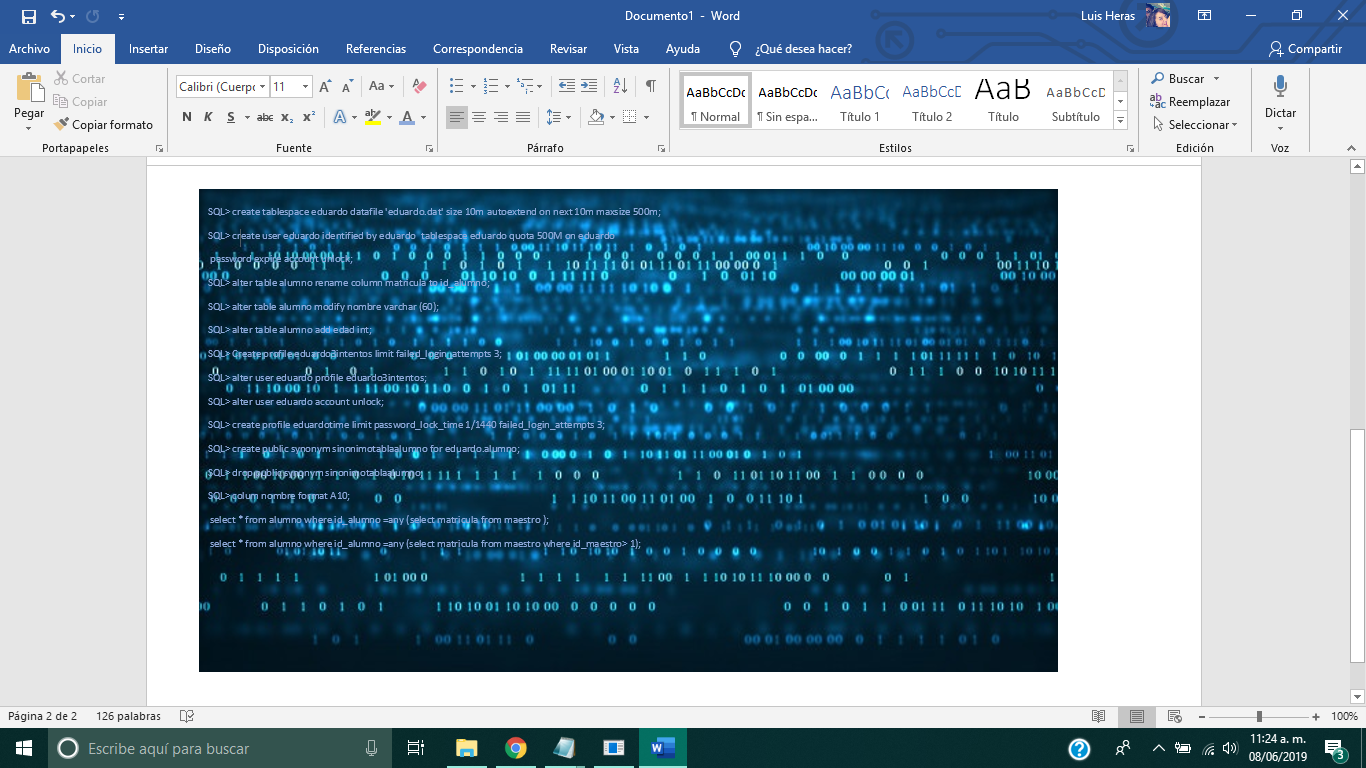 Documento1 - Word
Luis Heras
Archivo Inicio Insertar Diseño Disposición Referencias Correspondencia Revisar Vista Ayuda ¿Qué desea hacer? Compartir
Pegar
Cortar
Copiar
Copiar formato
Portapapeles
Calibri (Cuerpo 11
N K S abc x₂ x²
Fuente
Párrafo
AaBbCcDc AaBbCcDc AaBbCc AaBbCcD AaB AaBbCcD
¶ Normal ¶ Sin espa... Título 1 Título 2 Título Subtítulo
Estilos
Buscar
Reemplazar
Seleccionar
Edición
Dictar
Voz
SQL> create tablespace eduardo datafile 'eduardo.dat' size 10m autoextend on next 10m maxsize 500m;
SQL> create user eduardo identified by eduardo tablespace eduardo quota 500M on eduardo
password expire account unlock;
SQL> alter table alumno rename column matricula to id_alumno;
SQL> alter table alumno modify nombre varchar (60);
SQL> alter table alumno add edad int;
SQL> Create profile eduardo3intentos limit failed_login_attempts 3;
SQL> alter user eduardo profile eduardo3intentos;
SQL> alter user eduardo account unlock;
SQL> create profile eduardotime limit password_lock_time 1/1440 failed_login_attempts 3;
SQL> create public synonym sinonimotablaalumno for eduardo.alumno;
SQL> drop public synonym sinonimotablaalumno
SQL> colum nombre format A10;
select * from alumno where id_alumno =any (select matricula from maestro );
select * from alumno where id_alumno =any (select matricula from maestro where id_maestro> 1);
Página 2 de 2 126 palabras 100%
Escribe aquí para buscar
11:24 a. m.
08/06/2019
3